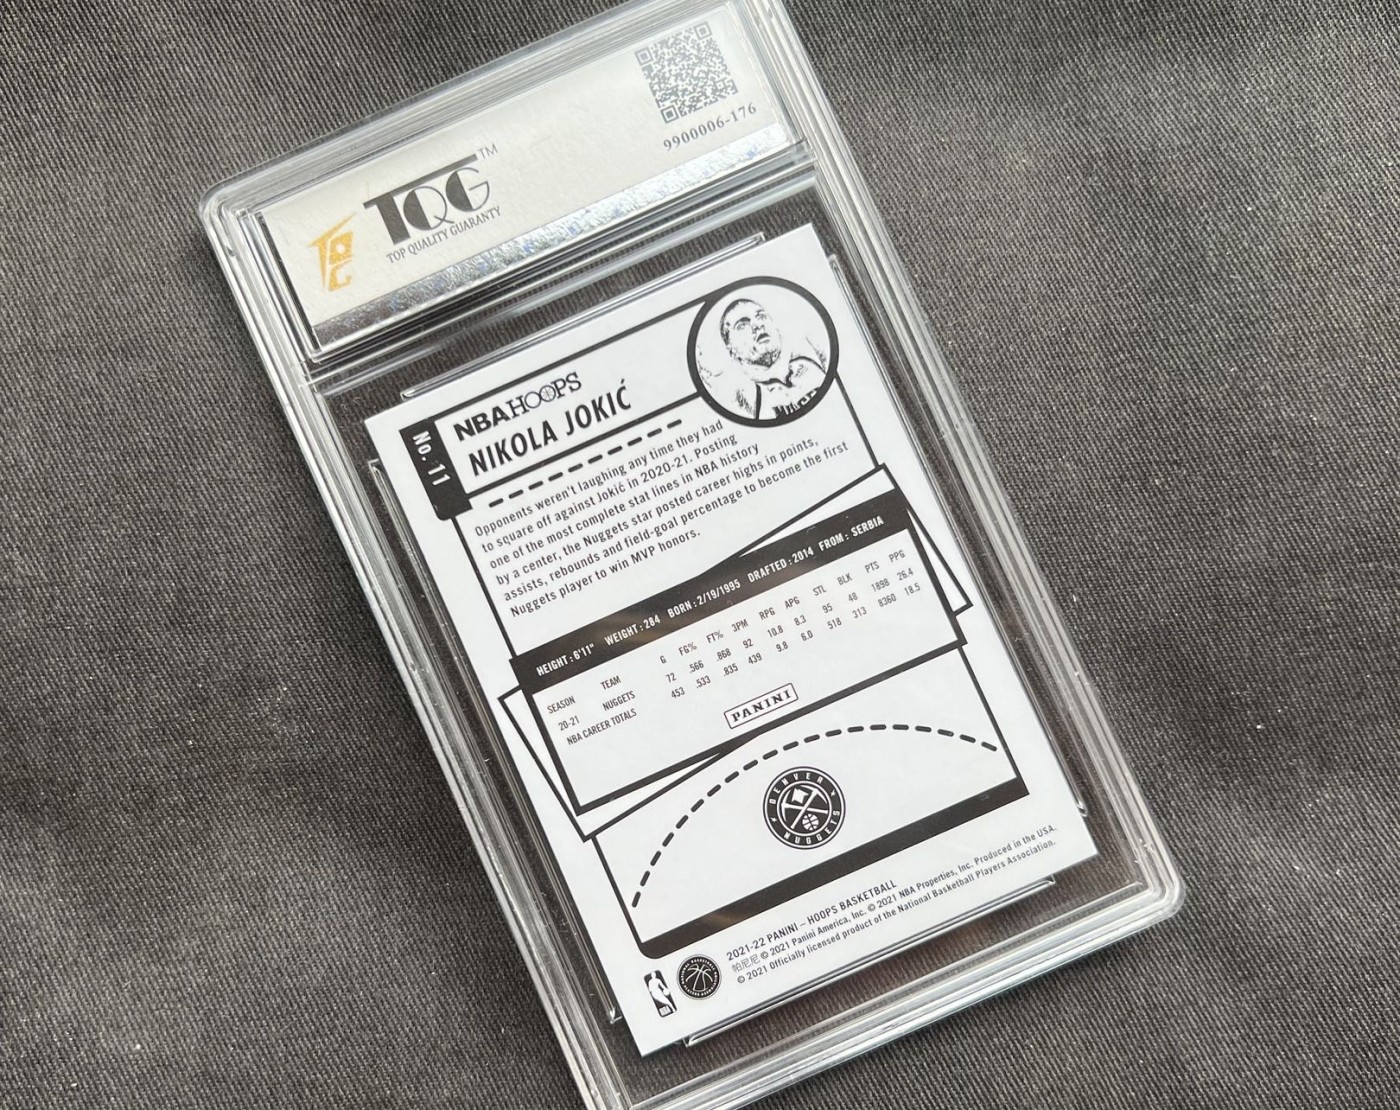 9900006-176
TQG™
TOP QUALITY GUARANTY
No. 11
NBA HOOPS
NIKOLA JOKIĆ
Opponents weren't laughing any time they had
to square off against Jokić in 2020-21. Posting
one of the most complete stat lines in NBA history
by a center, the Nuggets star posted career highs in points,
assists, rebounds and field-goal percentage to become the first
Nuggets player to win MVP honors.
HEIGHT: 6'11" WEIGHT: 284 BORN: 2/19/1995 DRAFTED: 2014 FROM: SERBIA
SEASON TEAM G FG% FT% 3PM RPG APG STL BLK PTS PPG
20-21 NUGGETS 72 .566 .868 92 10.8 8.3 95 48 1898 26.4
NBA CAREER TOTALS 453 .533 .835 439 9.8 6.0 518 313 8360 18.5
PANINI
DENVER
NUGGETS
2021-22 PANINI – HOOPS BASKETBALL
帕尼尼 © 2021 Panini America, Inc. © 2021 NBA Properties, Inc. Produced in the USA.
© 2021 Officially licensed product of the National Basketball Players Association.
NBA